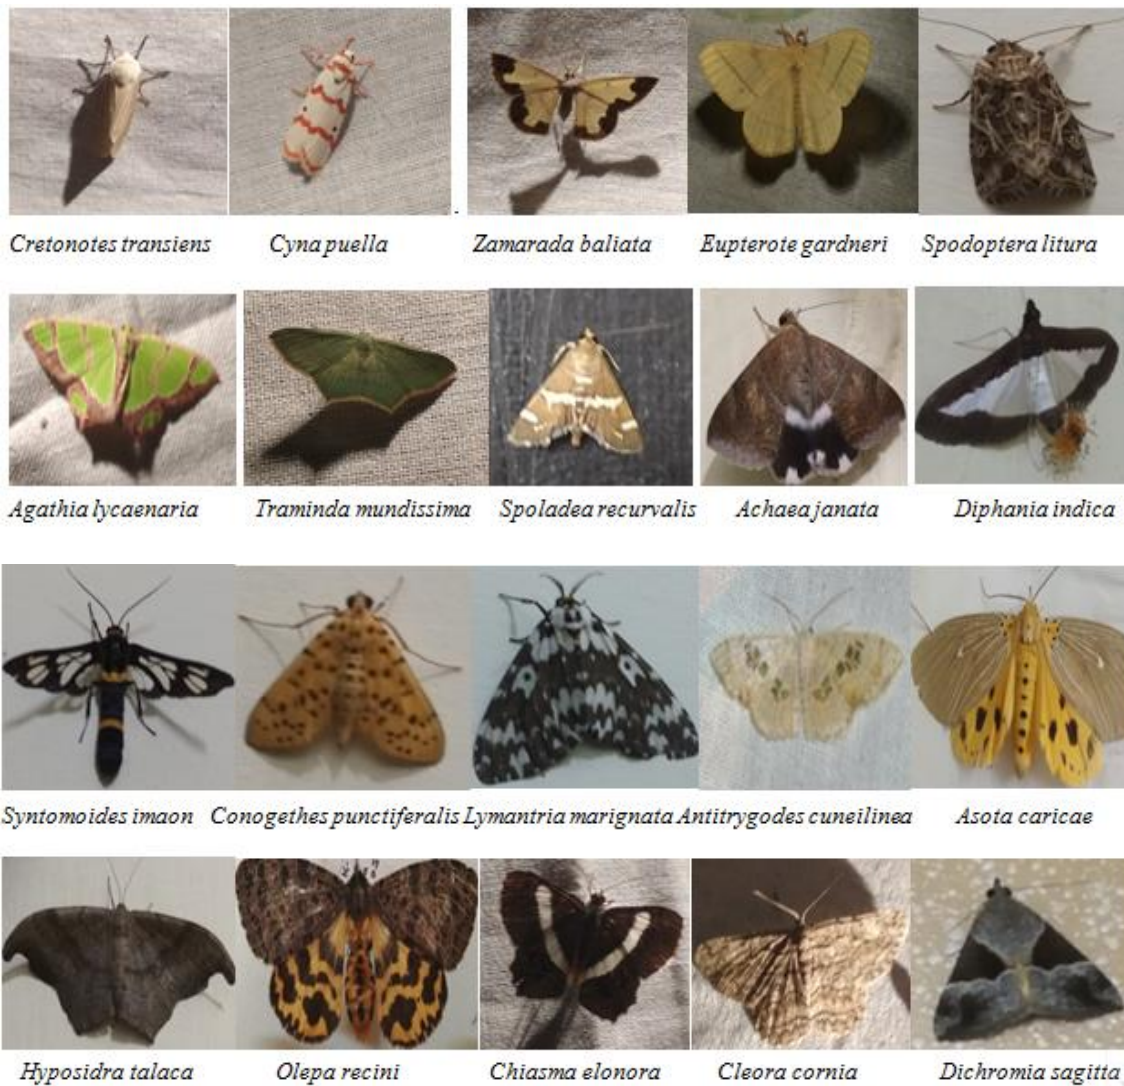 Cretonotes transiens Cyna puella Zamarada baliata Eupterote gardneri Spodoptera litura
Agathia lycaenaria Traminda mundissima Spoladea recurvalis Achaea janata Diphania indica
Syntomoides imaon Conogethes punctiferalis Lymantria marignata Antitrygodes cuneilinea Asota caricae
Hyposidra talaca Olepa recini Chiasma elonora Cleora cornia Dichromia sagitta